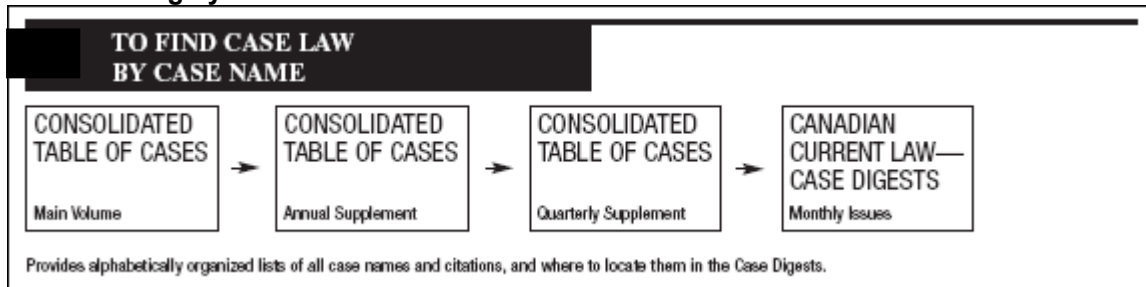 TO FIND CASE LAW
BY CASE NAME
CONSOLIDATED
TABLE OF CASES
Main Volume
CONSOLIDATED
TABLE OF CASES
Annual Supplement
CONSOLIDATED
TABLE OF CASES
Quarterly Supplement
CANADIAN
CURRENT LAW—
CASE DIGESTS
Monthly Issues
Provides alphabetically organized lists of all case names and citations, and where to locate them in the Case Digests.